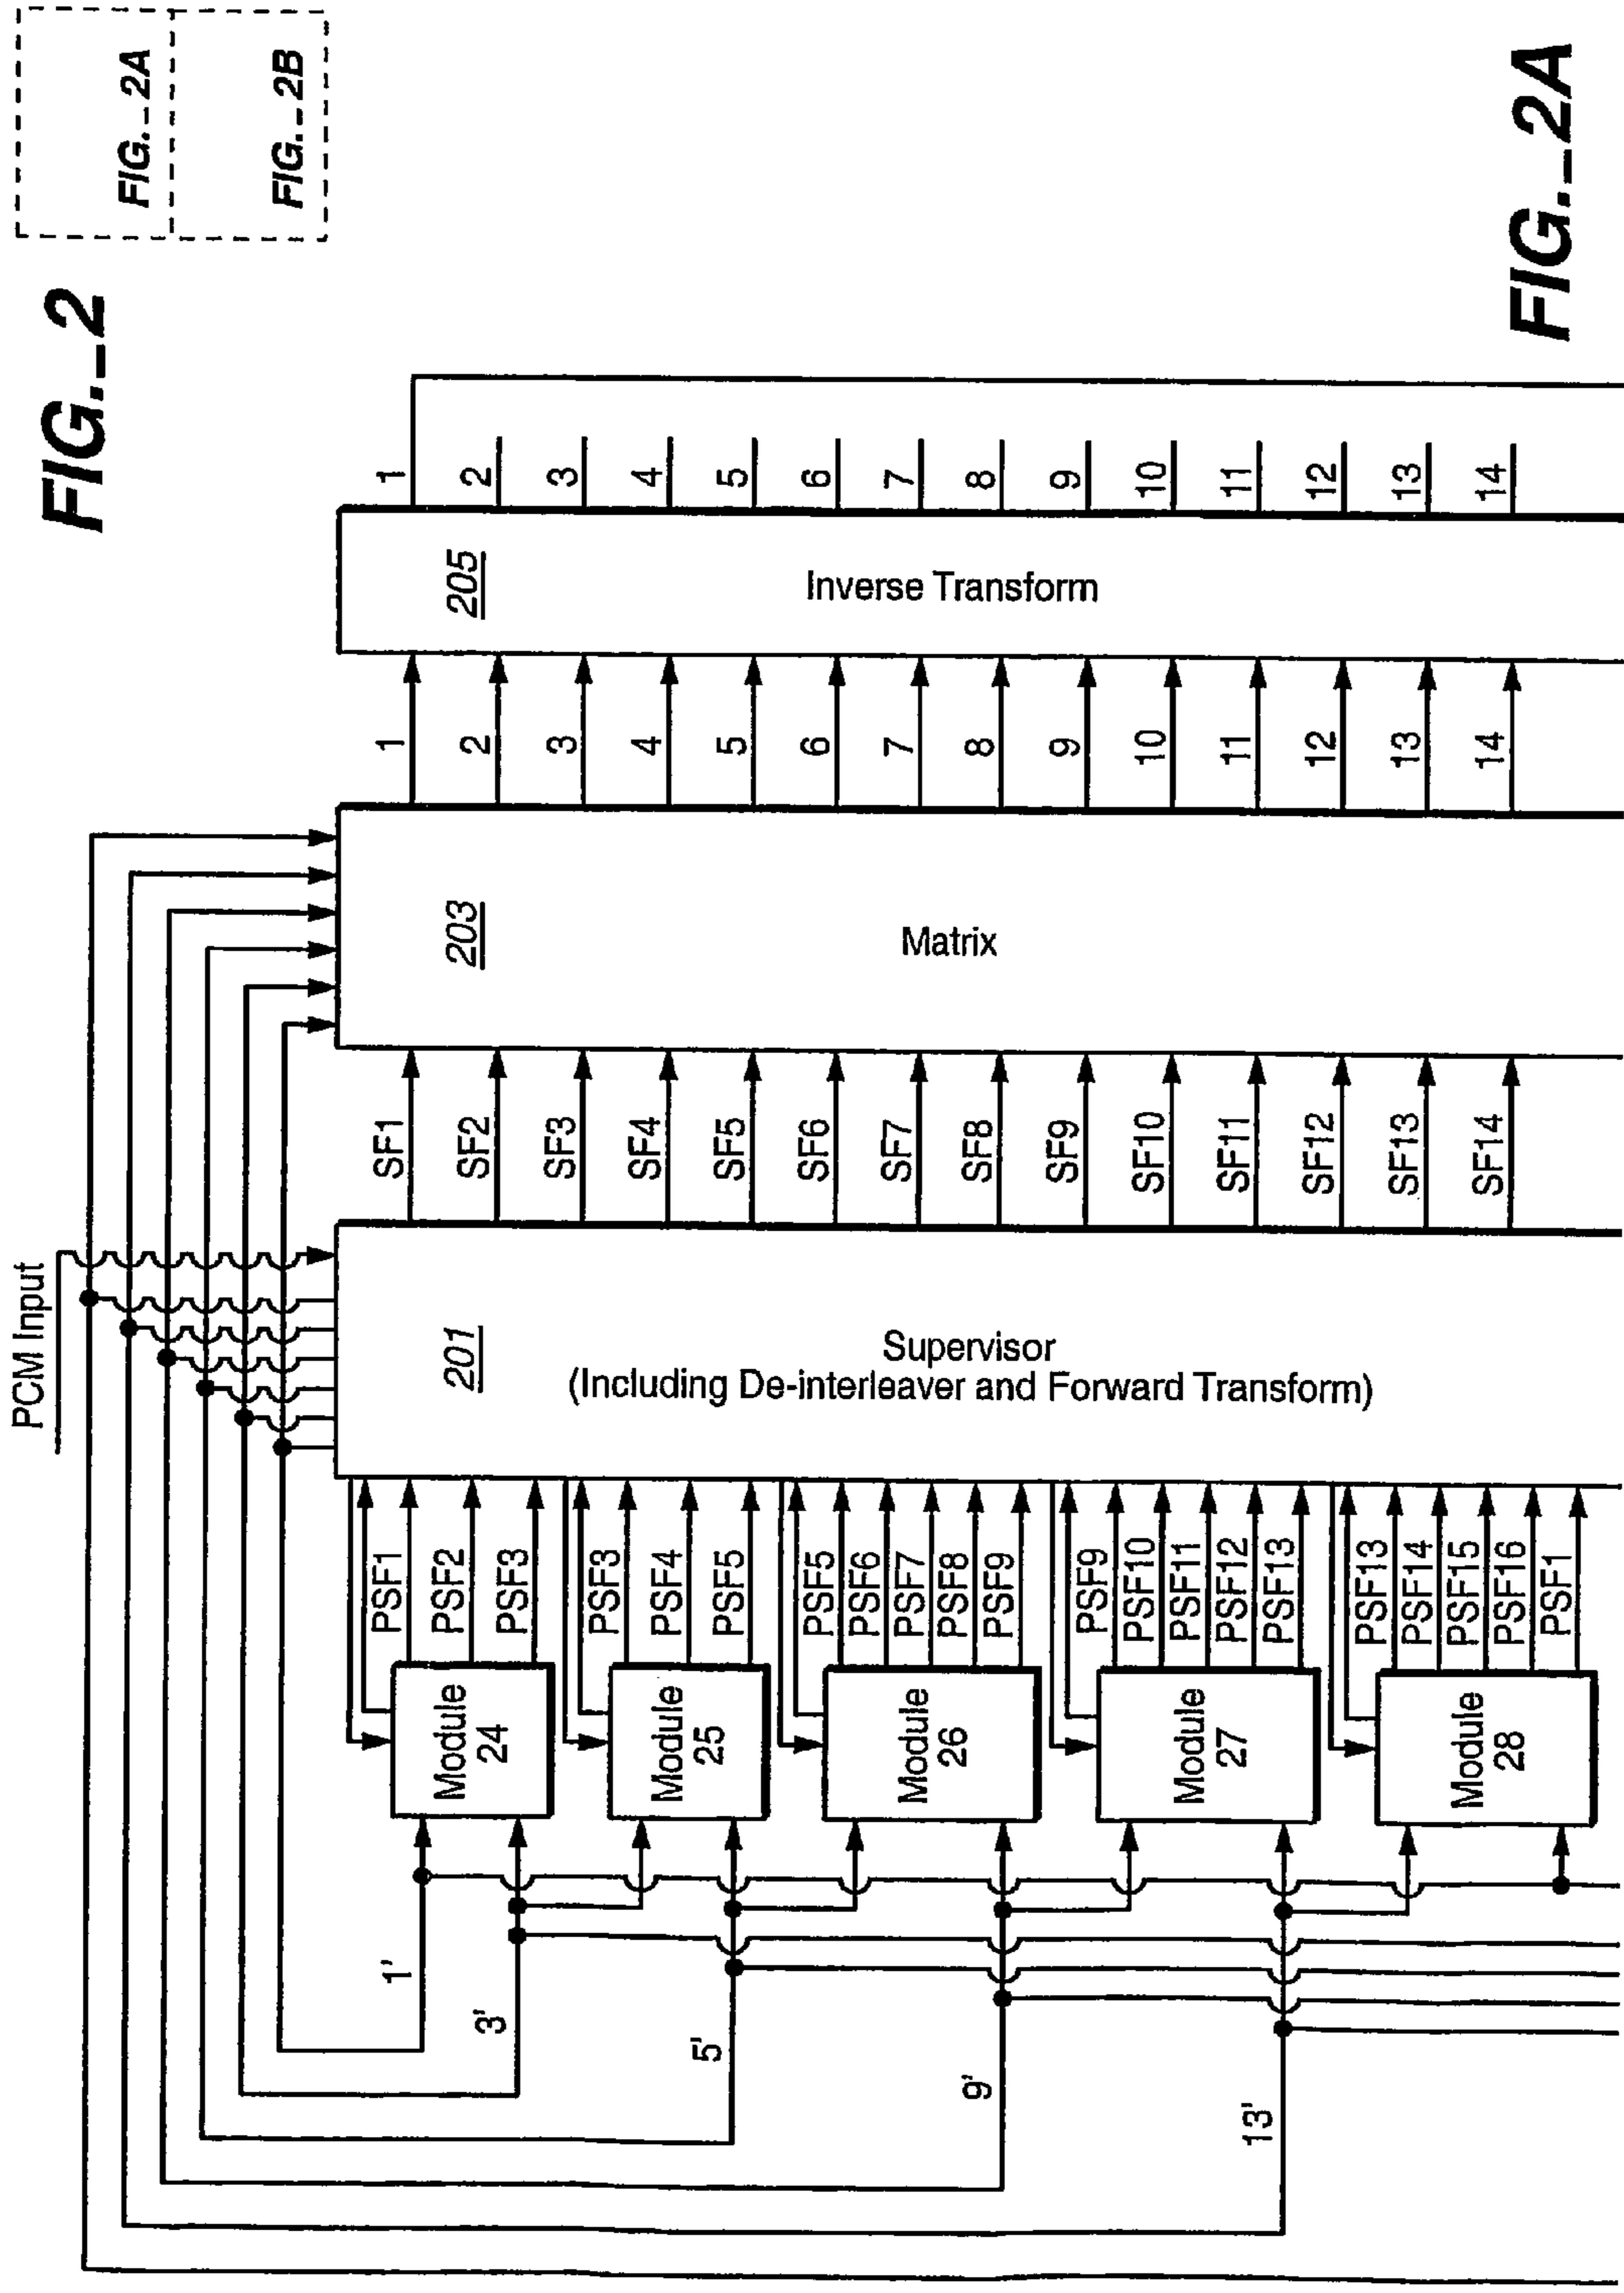 FIG._2
FIG._2A
FIG._2B
PCM Input
1'
3'
5'
9'
13'
Module
24
Module
25
Module
26
Module
27
Module
28
PSF1
PSF2
PSF3
PSF3
PSF4
PSF5
PSF5
PSF6
PSF7
PSF8
PSF9
PSF9
PSF10
PSF11
PSF12
PSF13
PSF13
PSF14
PSF15
PSF16
PSF1
201
Supervisor
(Including De-interleaver and Forward Transform)
SF1
SF2
SF3
SF4
SF5
SF6
SF7
SF8
SF9
SF10
SF11
SF12
SF13
SF14
203
Matrix
1
2
3
4
5
6
7
8
9
10
11
12
13
14
205
Inverse Transform
1
2
3
4
5
6
7
8
9
10
11
12
13
14
FIG._2A